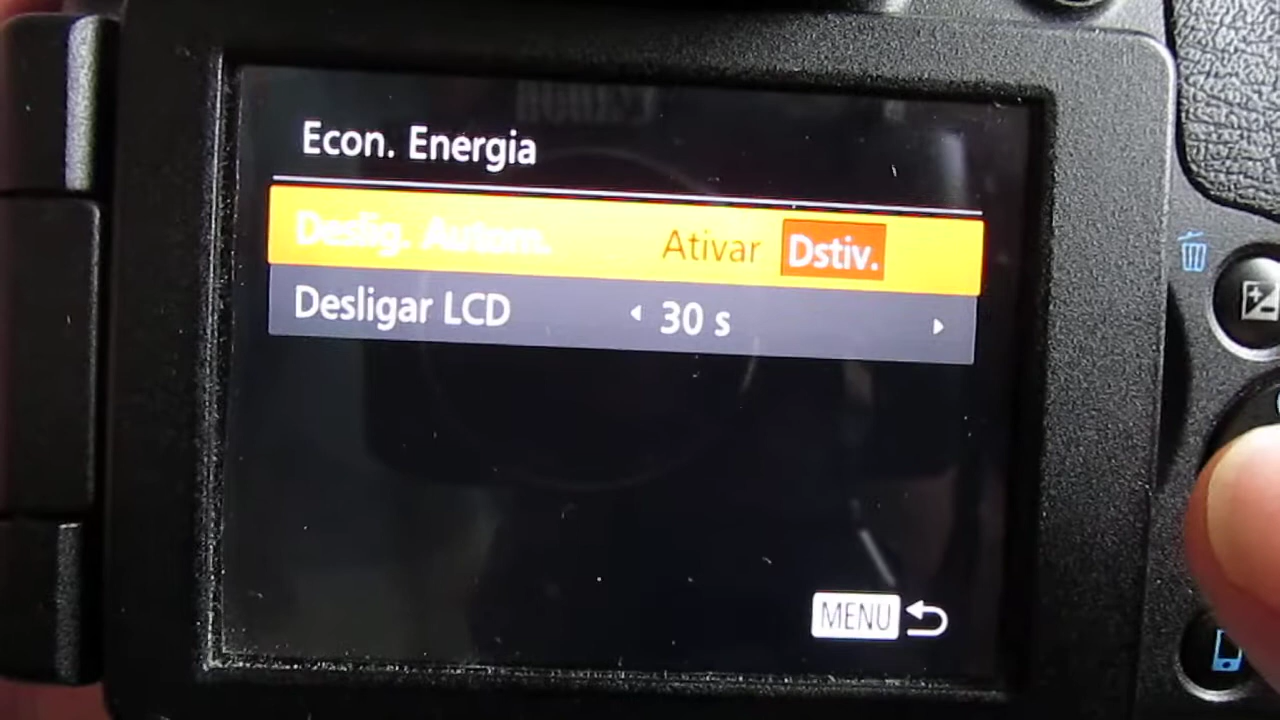 Econ. Energia
Deslig. Autom. Ativar Dstiv.
Desligar LCD 30 s
MENU